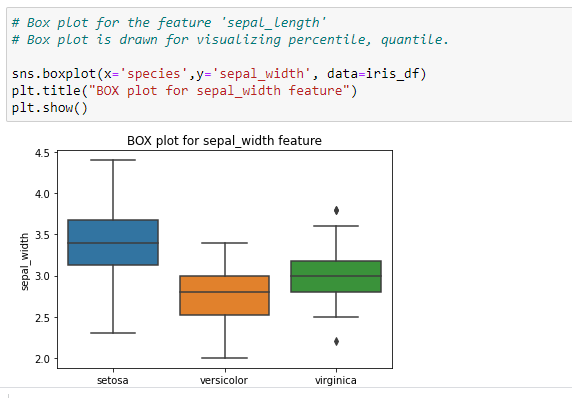 # Box plot for the feature 'sepal_length'
# Box plot is drawn for visualizing percentile, quantile.
sns.boxplot(x='species',y='sepal_width', data=iris_df)
plt.title("BOX plot for sepal_width feature")
plt.show()
BOX plot for sepal_width feature
4.5
4.0
3.5
3.0
2.5
2.0
sepal_width
setosa versicolor virginica